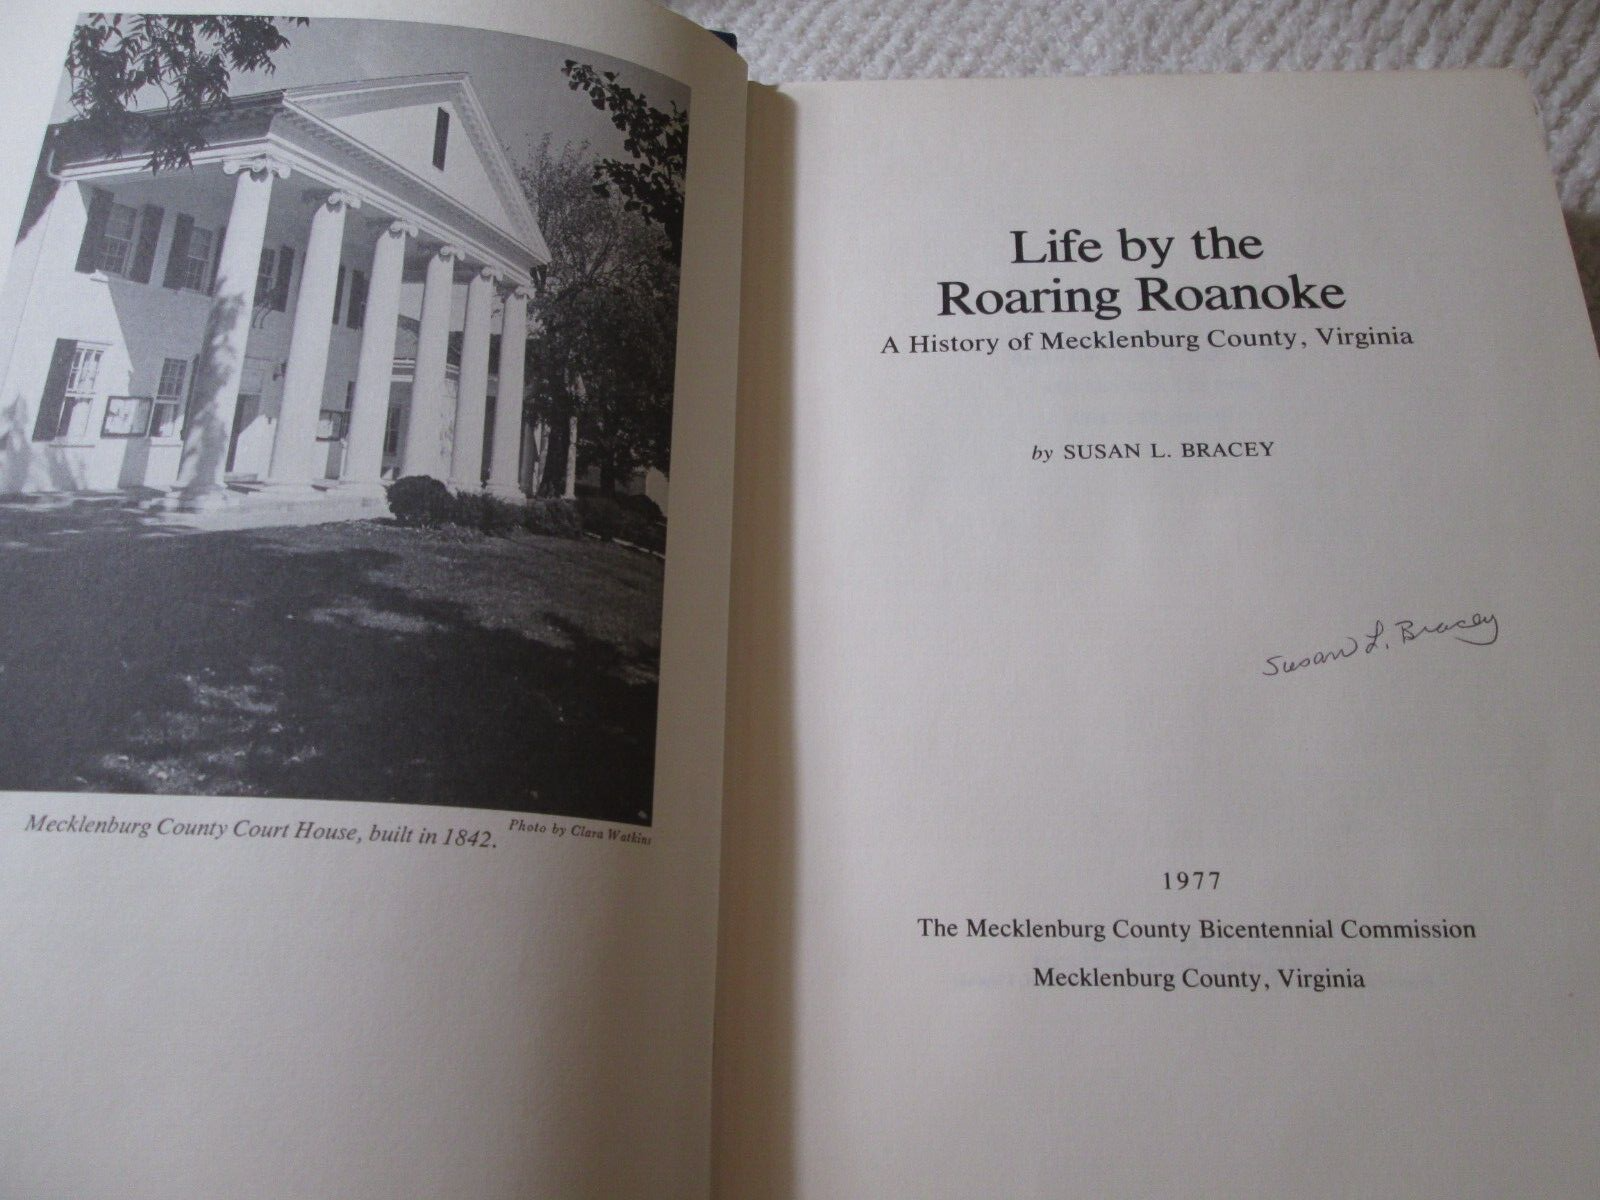 Mecklenburg County Court House, built in 1842.
Photo by Clara Watkins
Life by the
Roaring Roanoke
A History of Mecklenburg County, Virginia
by SUSAN L. BRACEY
Susan L. Bracey
1977
The Mecklenburg County Bicentennial Commission
Mecklenburg County, Virginia